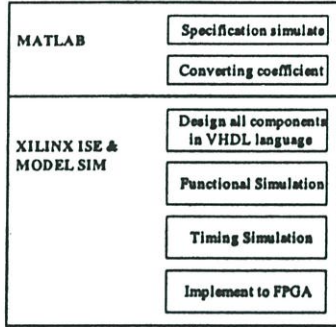 MATLAB
Specification simulate
Converting coefficient
XILINX ISE &
MODEL SIM
Design all components
in VHDL language
Functional Simulation
Timing Simulation
Implement to FPGA